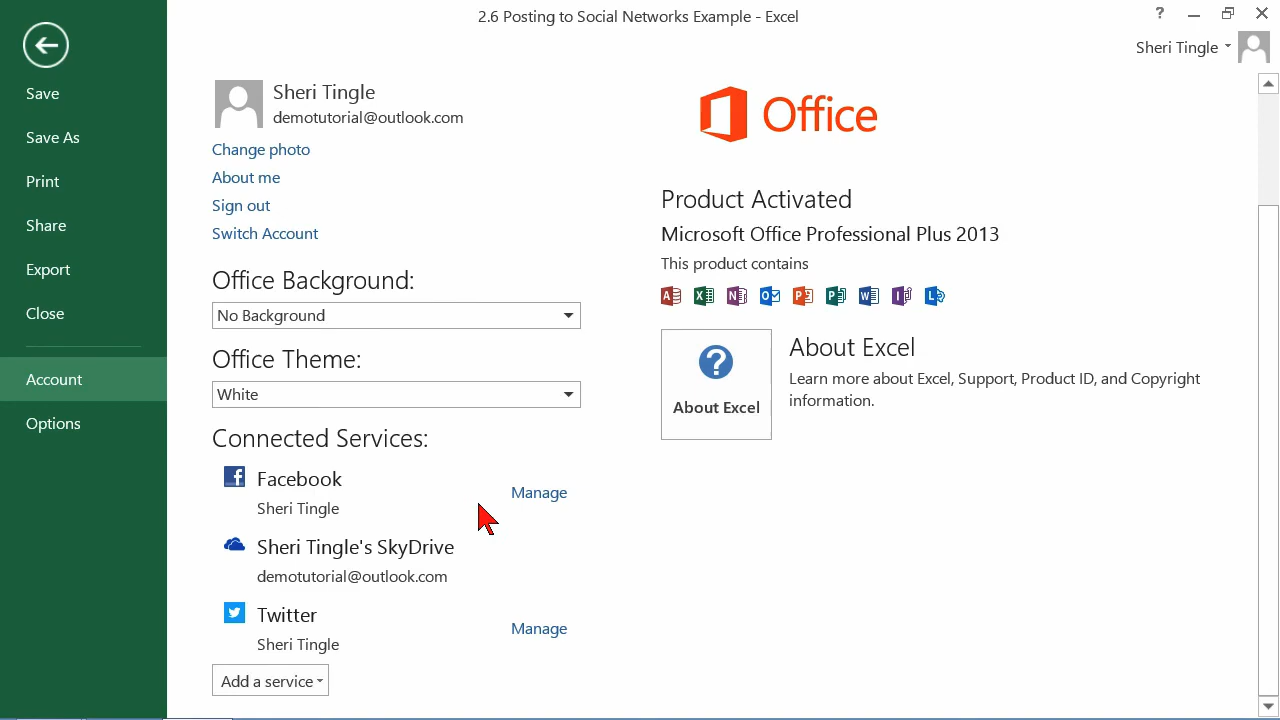 2.6 Posting to Social Networks Example - Excel
?
Sheri Tingle
Save
Save As
Print
Share
Export
Close
Account
Options
Sheri Tingle
demotutorial@outlook.com
Change photo
About me
Sign out
Switch Account
Office Background:
No Background
Office Theme:
White
Connected Services:
Facebook
Sheri Tingle
Manage
Sheri Tingle's SkyDrive
demotutorial@outlook.com
Twitter
Sheri Tingle
Manage
Add a service
Office
Product Activated
Microsoft Office Professional Plus 2013
This product contains
?
About Excel
About Excel
Learn more about Excel, Support, Product ID, and Copyright
information.